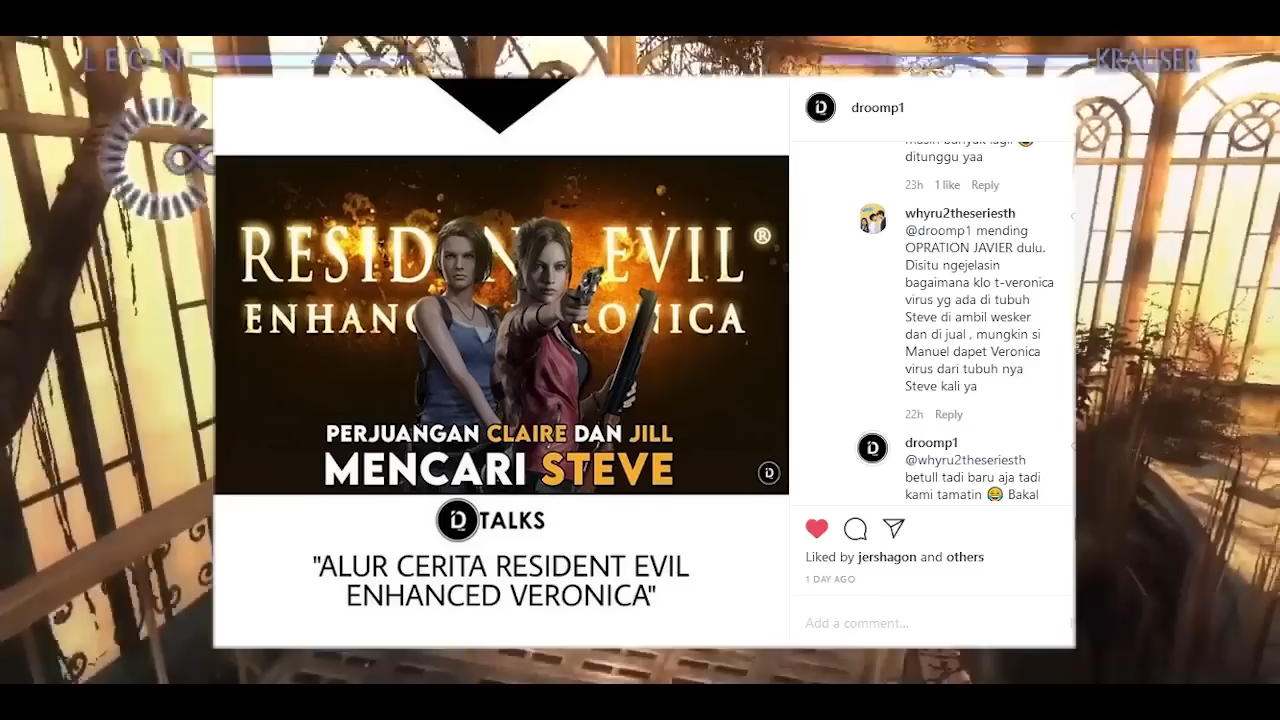 LEON
KRAUSER
RESIDENT EVIL ®
ENHANCED VERONICA
PERJUANGAN CLAIRE DAN JILL
MENCARI STEVE
D
D TALKS
"ALUR CERITA RESIDENT EVIL
ENHANCED VERONICA"
droomp1
masih banyak lagii
ditunggu yaa
23h 1 like Reply
whyru2theseriesth
@droomp1 mending
OPRATION JAVIER dulu.
Disitu ngejelasin
bagaimana klo t-veronica
virus yg ada di tubuh
Steve di ambil wesker
dan di jual , mungkin si
Manuel dapet Veronica
virus dari tubuh nya
Steve kali ya
22h Reply
droomp1
@whyru2theseriesth
betull tadi baru aja tadi
kami tamatin 😂 Bakal
Liked by jershagon and others
1 DAY AGO
Add a comment...